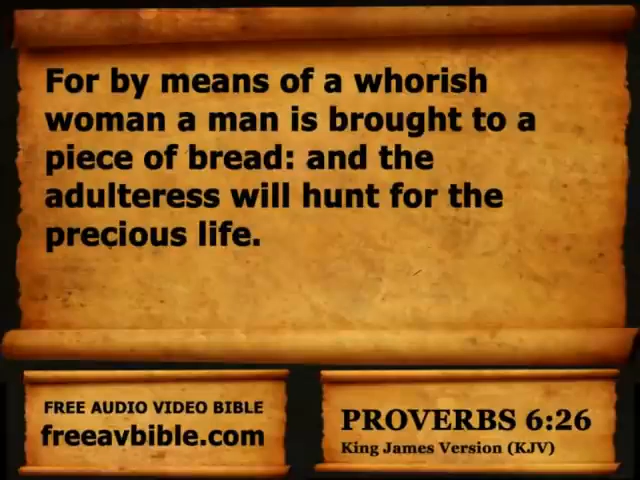 For by means of a whorish
woman a man is brought to a
piece of bread: and the
adulteress will hunt for the
precious life.
FREE AUDIO VIDEO BIBLE
freeavbible.com
PROVERBS 6:26
King James Version (KJV)